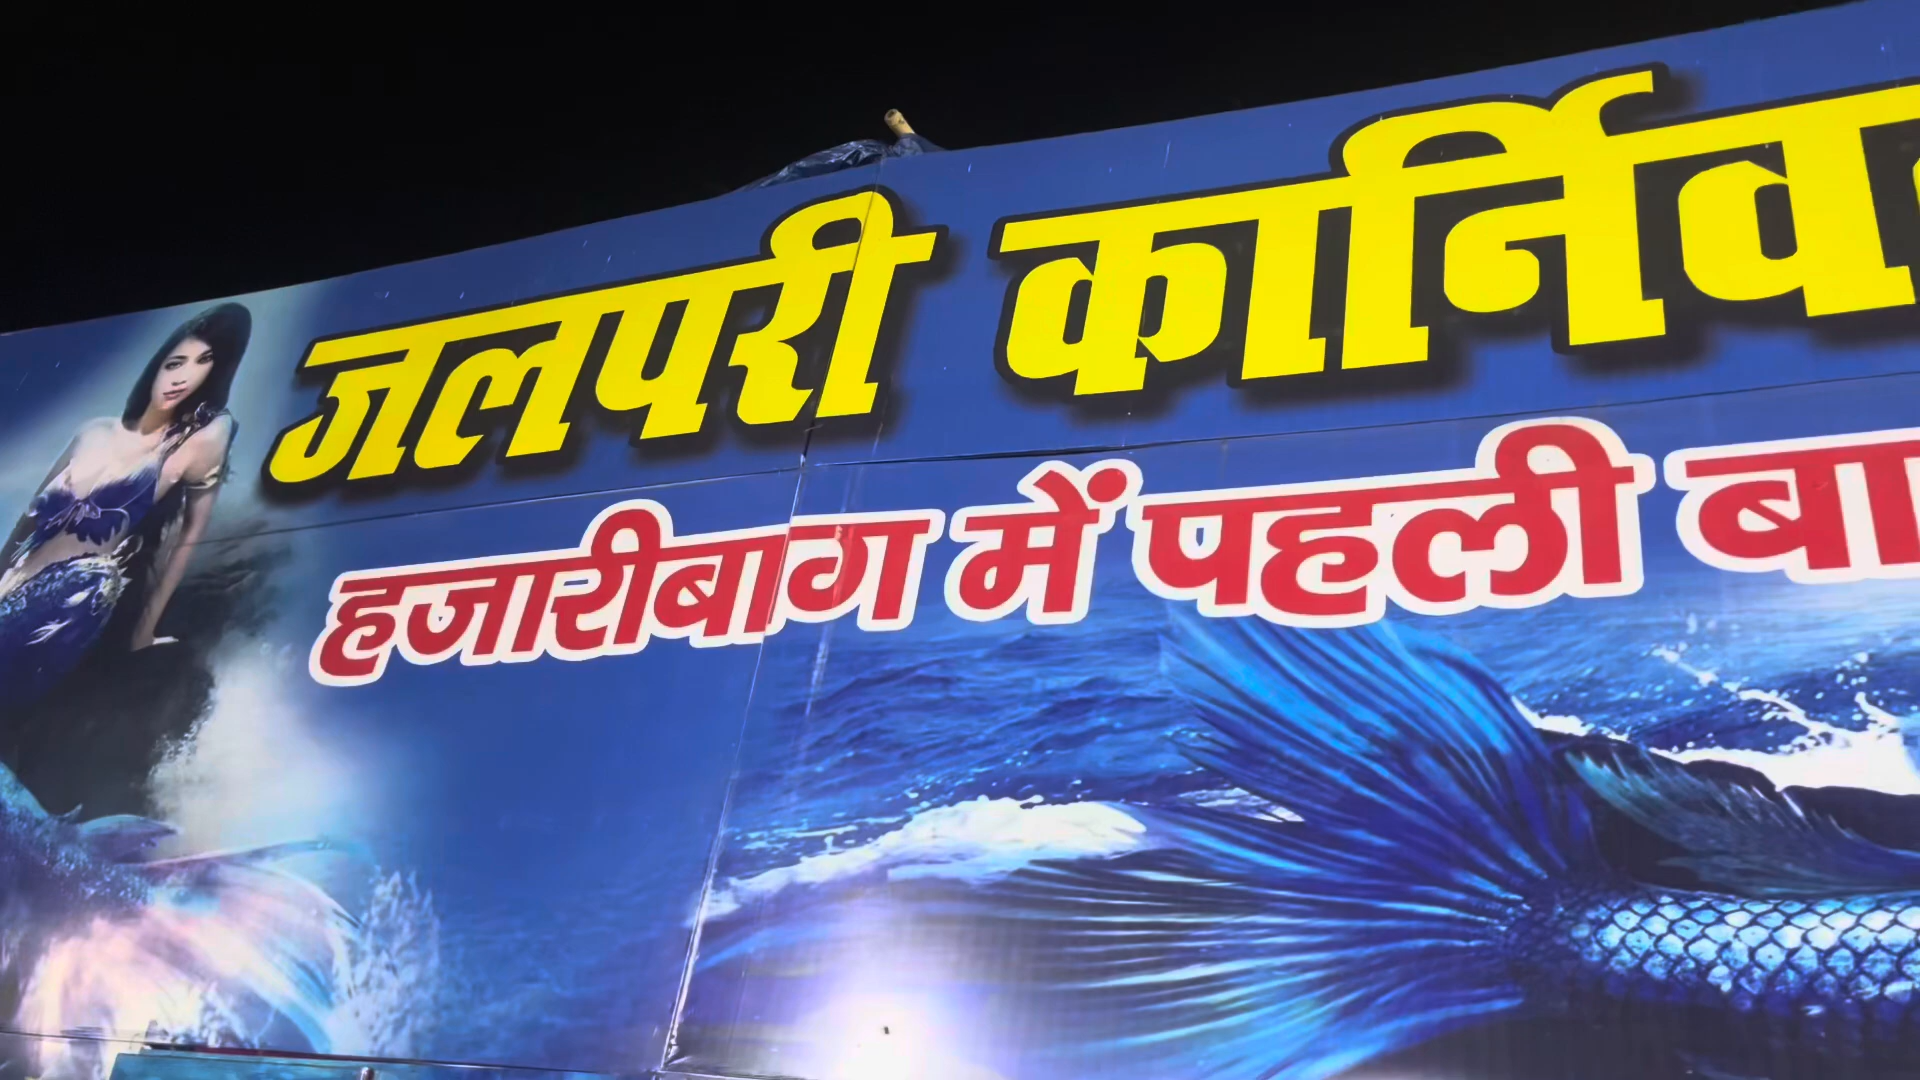 जलपरी कार्निव
हजारीबाग में पहली बा